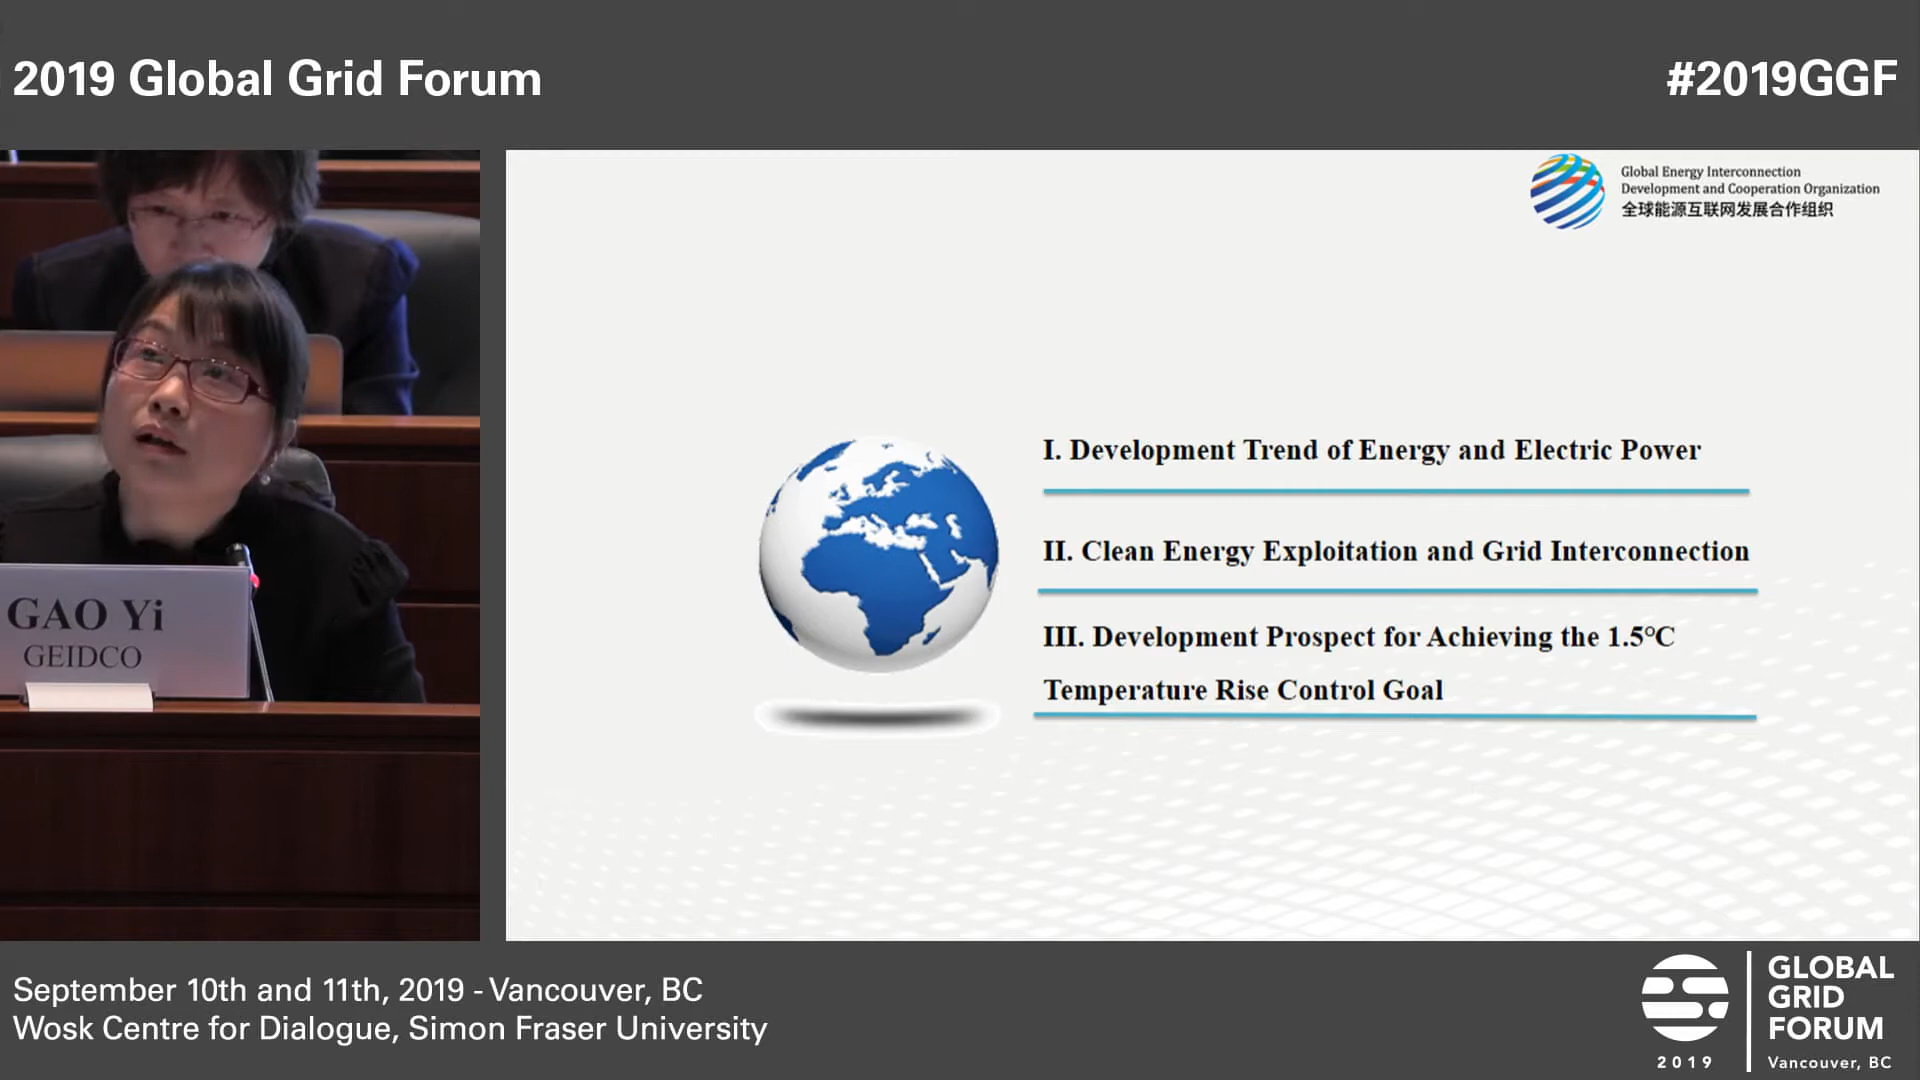 2019 Global Grid Forum
#2019GGF
Global Energy Interconnection
Development and Cooperation Organization
全球能源互联网发展合作组织
I. Development Trend of Energy and Electric Power
II. Clean Energy Exploitation and Grid Interconnection
III. Development Prospect for Achieving the 1.5°C
Temperature Rise Control Goal
GAO Yi
GEIDCO
September 10th and 11th, 2019 - Vancouver, BC
Wosk Centre for Dialogue, Simon Fraser University
2019
GLOBAL
GRID
FORUM
Vancouver, BC